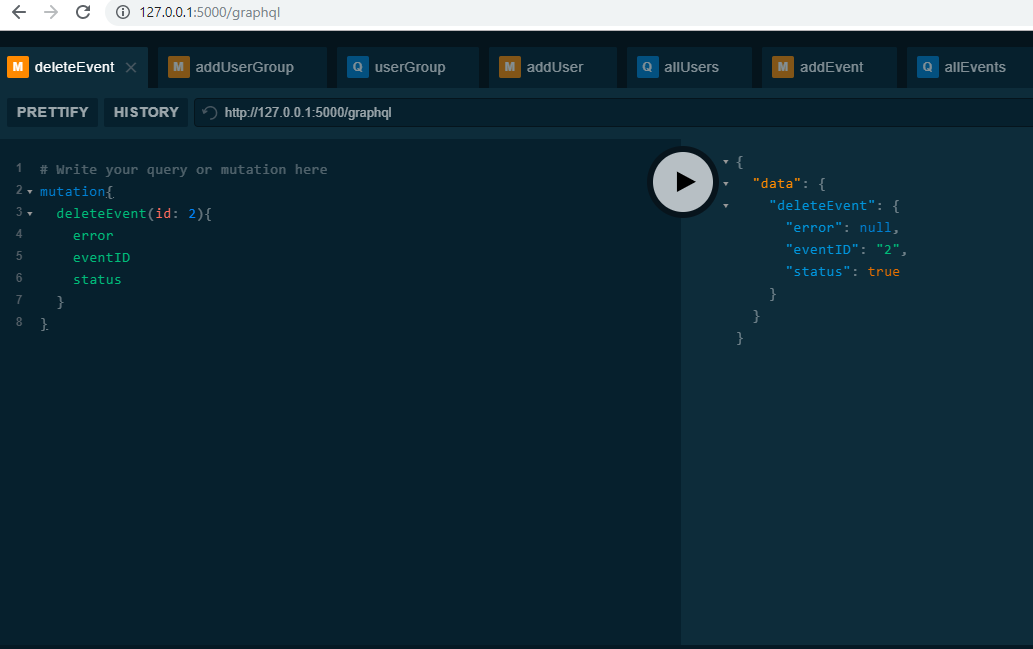 127.0.0.1:5000/graphql
M deleteEvent M addUserGroup Q userGroup M addUser Q allUsers M addEvent Q allEvents
PRETTIFY HISTORY http://127.0.0.1:5000/graphql
1 # Write your query or mutation here
2 mutation{
3 deleteEvent(id: 2){
4 error
5 eventID
6 status
7 }
8 }
{
"data": {
"deleteEvent": {
"error": null,
"eventID": "2",
"status": true
}
}
}